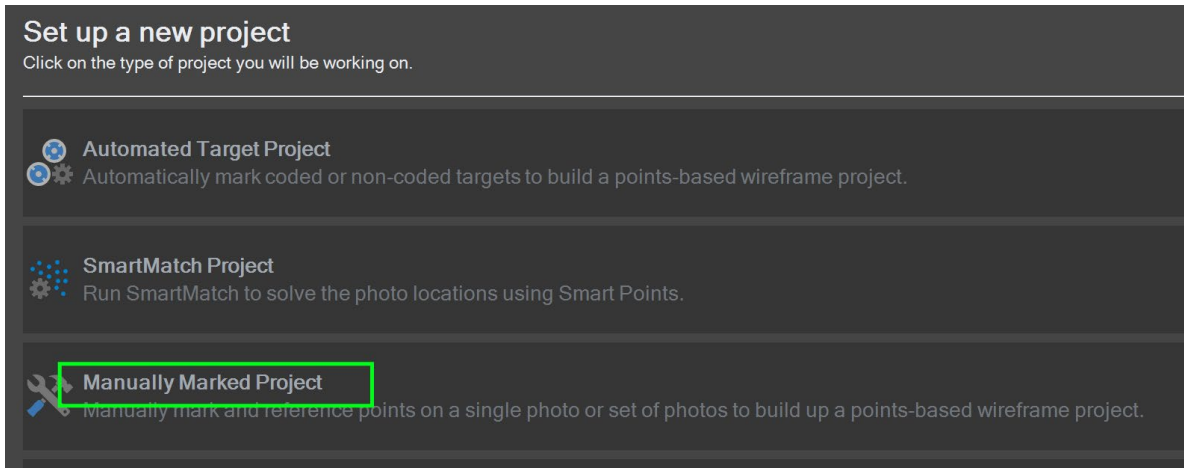 Set up a new project
Click on the type of project you will be working on.
Automated Target Project
Automatically mark coded or non-coded targets to build a points-based wireframe project.
SmartMatch Project
Run SmartMatch to solve the photo locations using Smart Points.
Manually Marked Project
Manually mark and reference points on a single photo or set of photos to build up a points-based wireframe project.